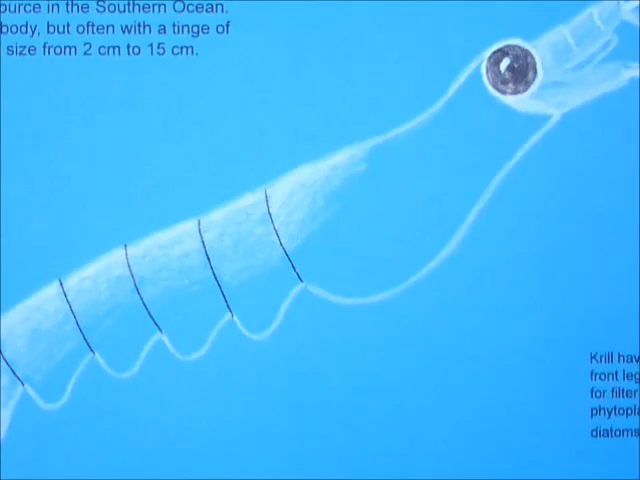 ource in the Southern Ocean.
body, but often with a tinge of
size from 2 cm to 15 cm.
Krill hav
front leg
for filter
phytopla
diatoms